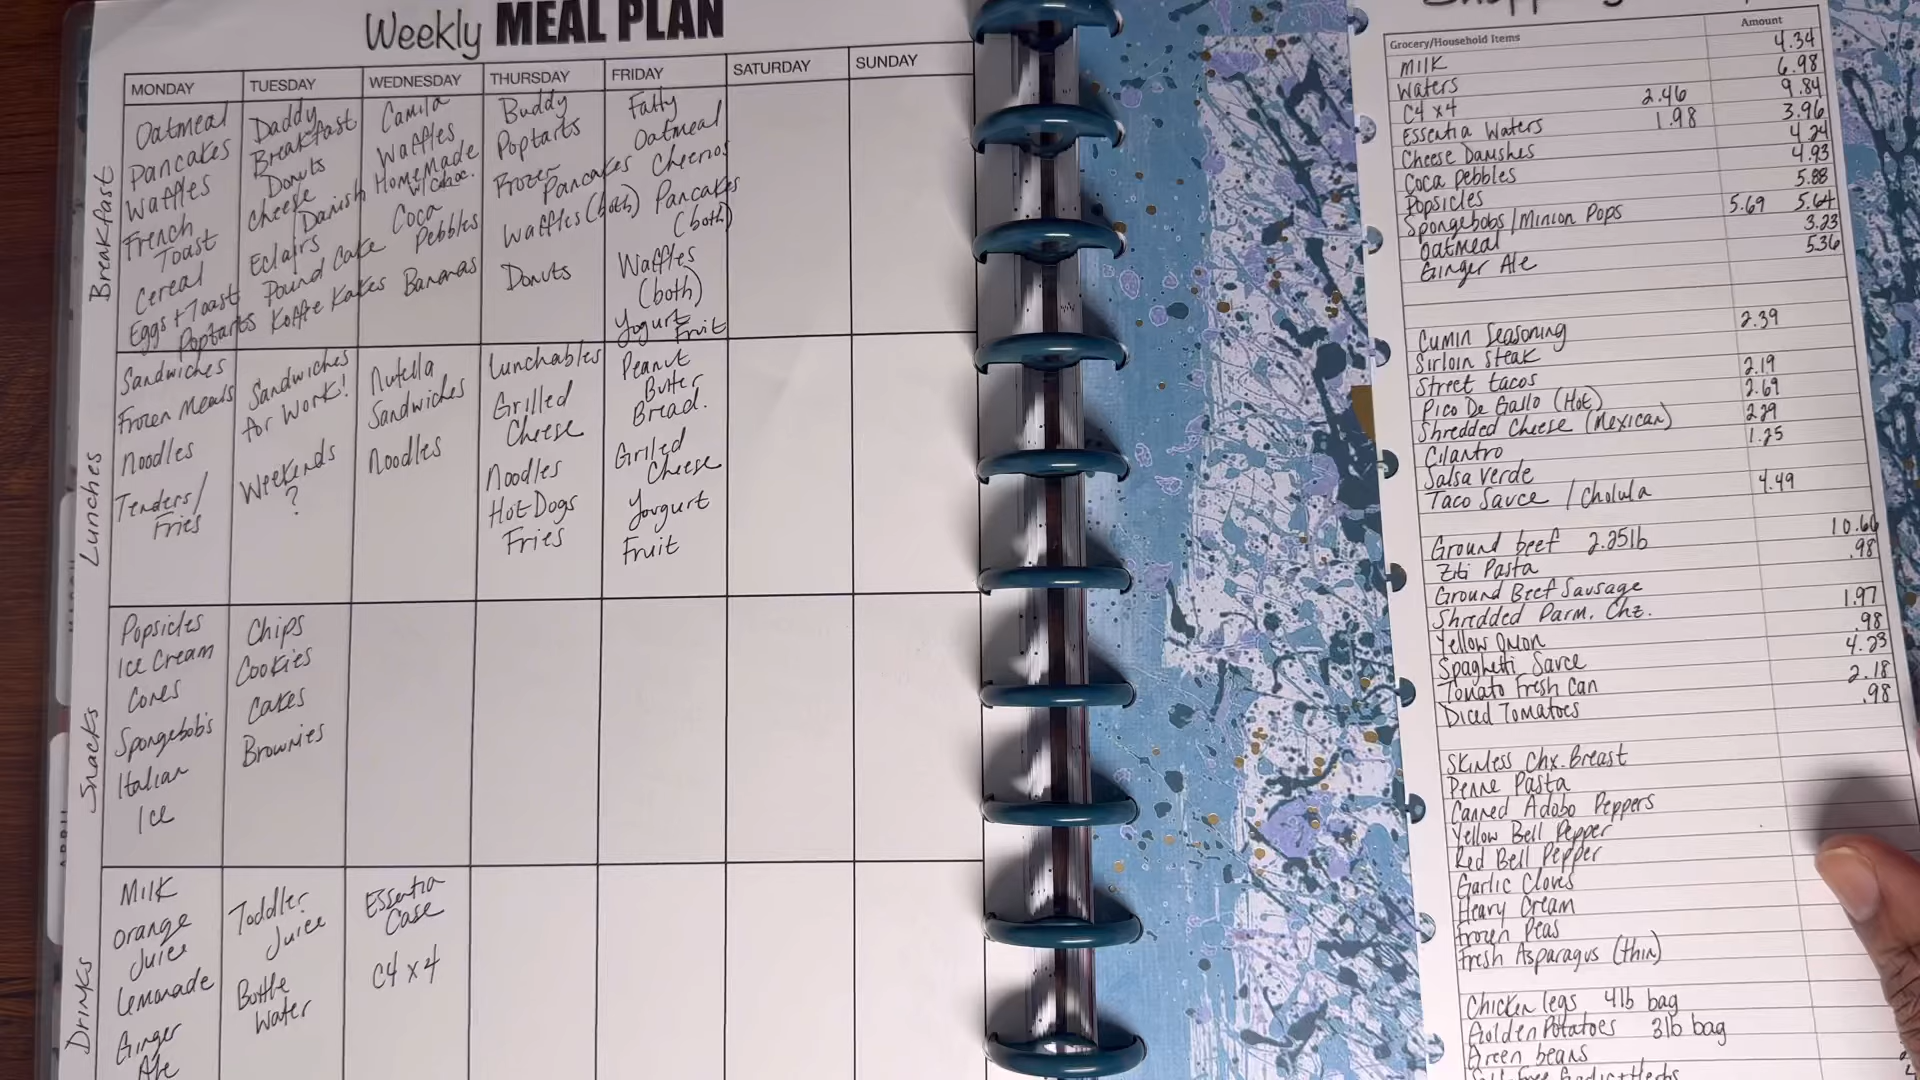 Weekly MEAL PLAN
MONDAY
TUESDAY
WEDNESDAY
THURSDAY
FRIDAY
SATURDAY
SUNDAY
Breakfast
Oatmeal
Pancakes
Waffles
French
Toast
Cereal
Eggs + Toast
Poptarts
Daddy
Breakfast
Donuts
Cheese
Danish
Eclairs
Pound Cake
Koffee Kakes
Camila
Waffles
Homemade
w/choc.
Coca
Pebbles
Bananas
Buddy
Poptarts
Frozen
Pancakes
Waffles (both)
Donuts
Fatty
Oatmeal
Cheerios
Pancakes
(both)
Waffles
(both)
Yogurt
Fruit
Lunches
Sandwiches
Frozen Meals
Noodles
Tenders/
Fries
Sandwiches
for Work!
Weekends
?
Nutella
Sandwiches
Noodles
Lunchables
Grilled
Cheese
Noodles
Hot Dogs
Fries
Peanut
Butter
Bread.
Grilled
Cheese
Yourgurt
Fruit
Snacks
Popsicles
Ice Cream
Cones
Spongebob's
Italian
Ice
Chips
Cookies
Cakes
Brownies
Drinks
Milk
Orange
Juice
Lemonade
Ginger
Ale
Toddler
Juice
Bottle
Water
Essentia
Case
C4 x 4
APRIL
Grocery/Household Items Amount
Milk 4.34
Waters 6.98
C4 x4 2.46 9.84
Essentia Waters 1.98 3.96
Cheese Danishes 4.24
Coca Pebbles 4.93
Popsicles 5.88
Spongebobs/Minion Pops 5.69 5.64
Oatmeal 3.23
Ginger Ale 5.36
Cumin Seasoning 2.39
Sirloin Steak
Street tacos 2.19
Pico De Gallo (Hot) 2.69
Shredded Cheese (Mexican) 2.29
Cilantro 1.25
Salsa Verde
Taco Sauce / Cholula 4.49
Ground beef 2.25lb 10.60
Ziti Pasta .98
Ground Beef Sausage
Shredded Parm. Chz. 1.97
Yellow Onion .98
Spaghetti Sauce 4.23
Tomato Fresh Can 2.18
Diced Tomatoes .98
Skinless Chx. Breast
Penne Pasta
Canned Adobo Peppers
Yellow Bell Pepper
Red Bell Pepper
Garlic Cloves
Heavy Cream
Frozen Peas
Fresh Asparagus (thin)
Chicken legs 4lb bag
Golden Potatoes 3lb bag
Green beans